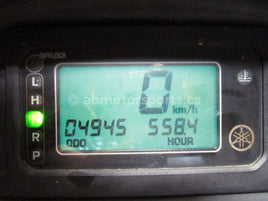 DIFFLOCK
L
H
N
R
P
0
km/h
abmotorsports.ca
04945 558.4
ODO HOUR